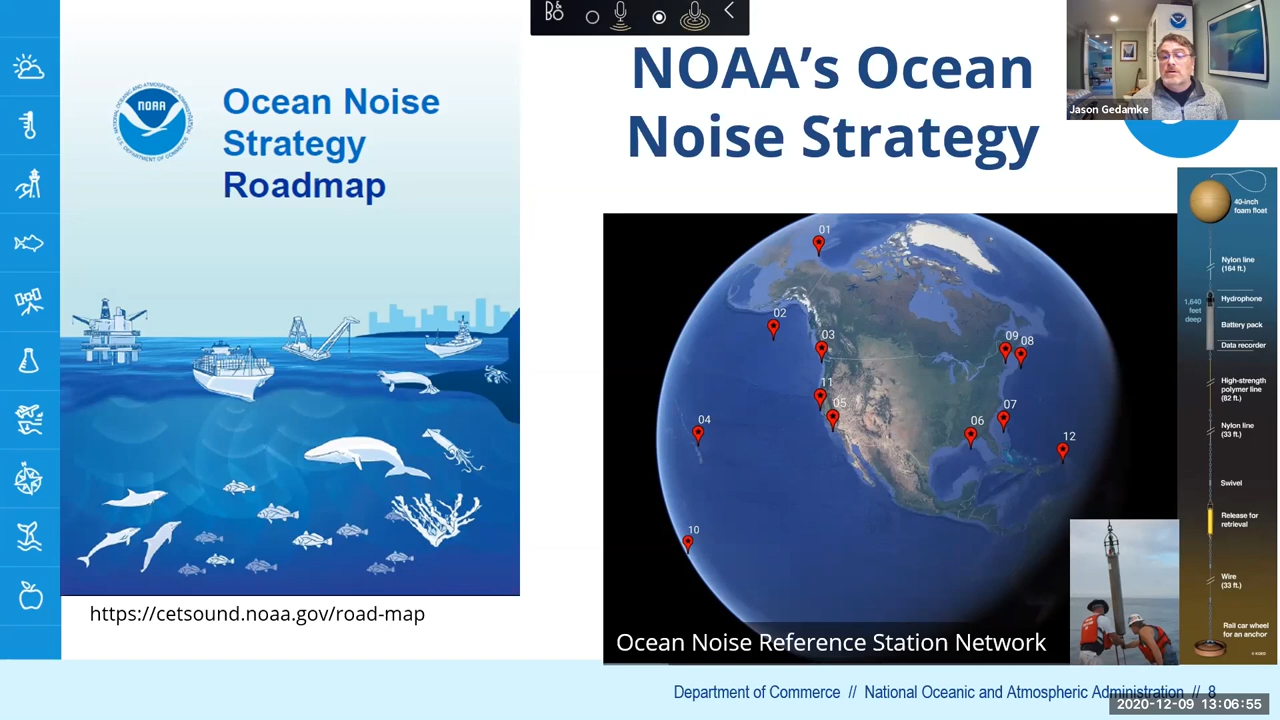 B&
BO
NOAA's Ocean
Noise Strategy
Jason Gedamke
NOAA
Ocean Noise
Strategy
Roadmap
https://cetsound.noaa.gov/road-map
01
02
03
04
05
06
07
08
09
10
11
12
Ocean Noise Reference Station Network
40-inch
foam float
Nylon line
(164 ft.)
1,640
feet
deep
Hydrophone
Battery pack
Data recorder
High-strength
polymer line
(82 ft.)
Nylon line
(33 ft.)
Swivel
Release for
retrieval
Wire
(33 ft.)
Rail car wheel
for an anchor
Department of Commerce // National Oceanic and Atmospheric Administration // 8
2020-12-09 13:06:55